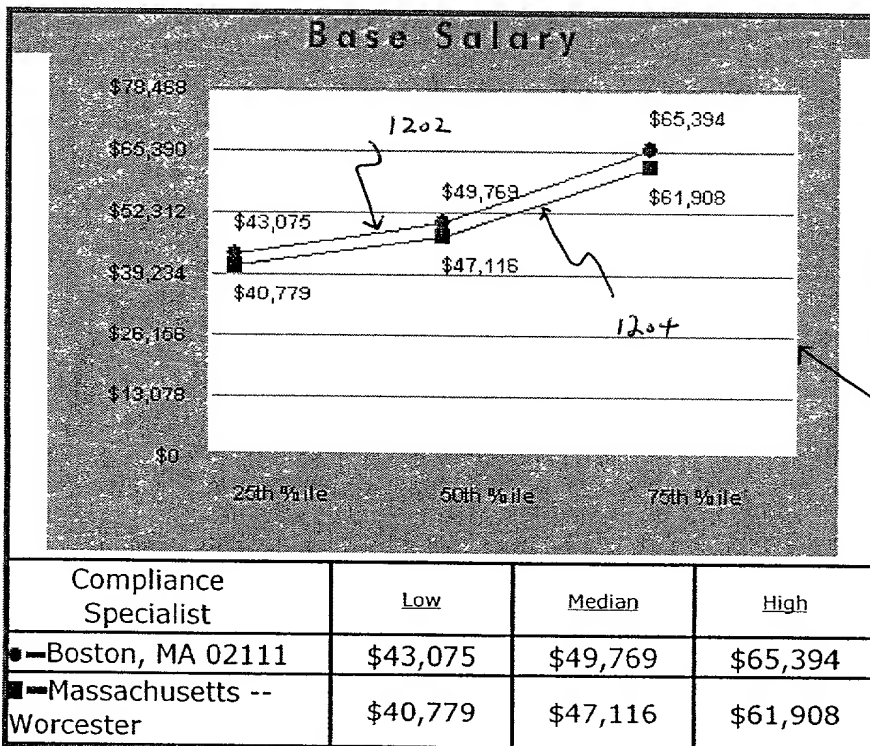 Base Salary
$78,468
1202
$65,394
$65,390
$49,769
$52,312
$43,075
$61,908
$39,234
$47,116
$40,779
1204
$26,156
$13,078
$0
25th %ile 50th %ile 75th %ile
Compliance
Specialist Low Median High
Boston, MA 02111 $43,075 $49,769 $65,394
Massachusetts --
Worcester $40,779 $47,116 $61,908